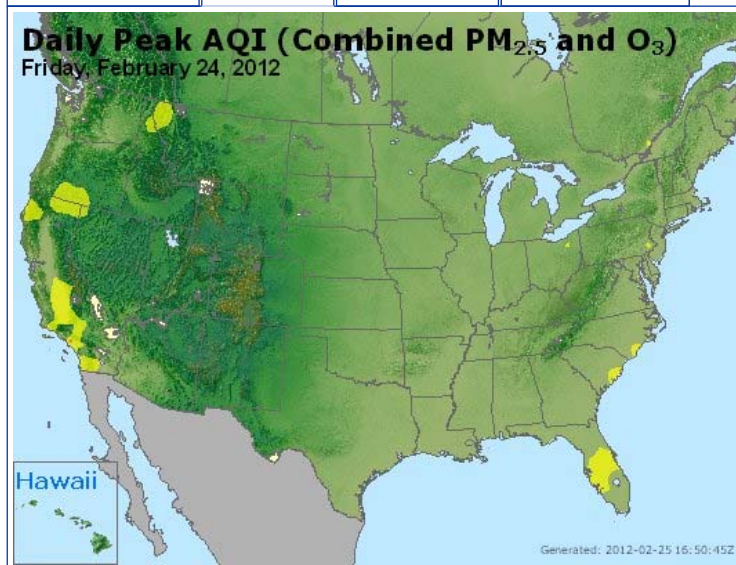 Daily Peak AQI (Combined PM2.5 and O3)
Friday, February 24, 2012
Hawaii
Generated: 2012-02-25 16:50:45Z